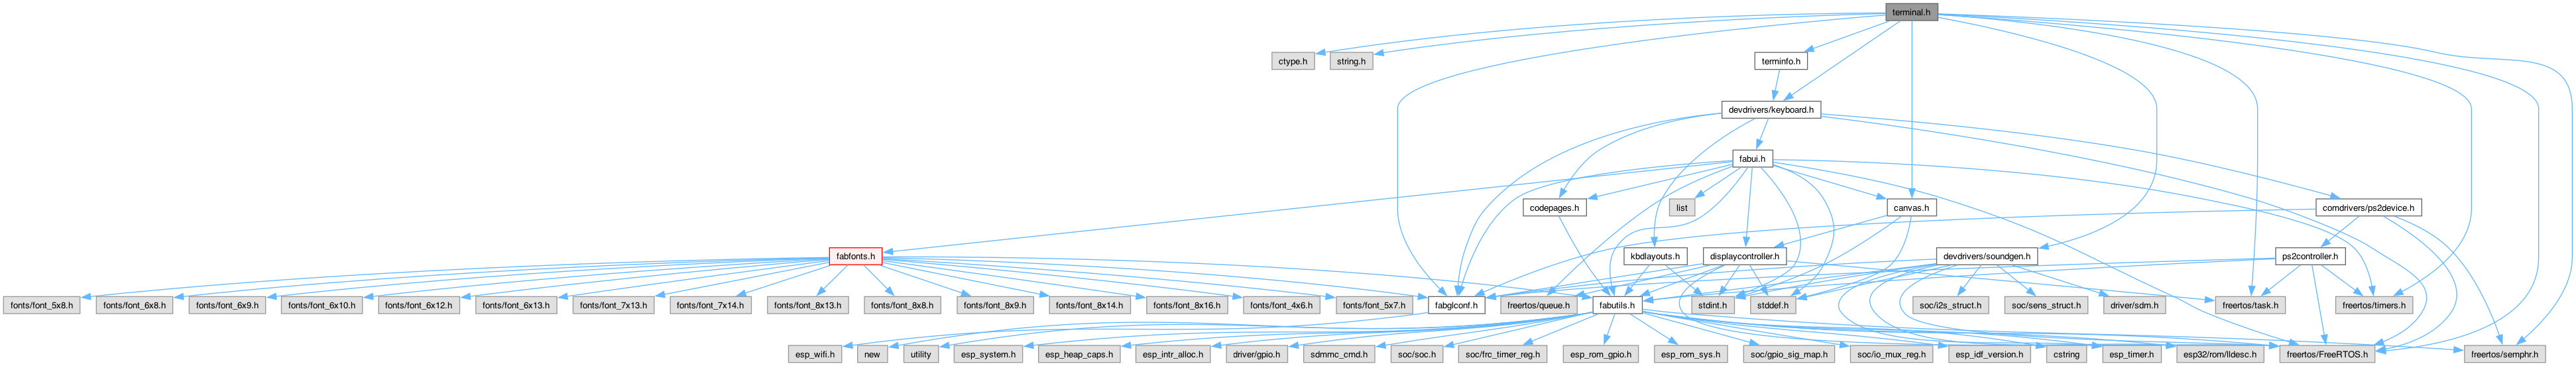 terminal.h
ctype.h
string.h
terminfo.h
devdrivers/keyboard.h
fabui.h
codepages.h
list
canvas.h
comdrivers/ps2device.h
fabfonts.h
kbdlayouts.h
displaycontroller.h
devdrivers/soundgen.h
ps2controller.h
fonts/font_5x8.h
fonts/font_6x8.h
fonts/font_6x9.h
fonts/font_6x10.h
fonts/font_6x12.h
fonts/font_6x13.h
fonts/font_7x13.h
fonts/font_7x14.h
fonts/font_8x13.h
fonts/font_8x8.h
fonts/font_8x9.h
fonts/font_8x14.h
fonts/font_8x16.h
fonts/font_4x6.h
fonts/font_5x7.h
fabglconf.h
freertos/queue.h
fabutils.h
stdint.h
stddef.h
soc/i2s_struct.h
soc/sens_struct.h
driver/sdm.h
freertos/task.h
freertos/timers.h
esp_wifi.h
new
utility
esp_system.h
esp_heap_caps.h
esp_intr_alloc.h
driver/gpio.h
sdmmc_cmd.h
soc/soc.h
soc/frc_timer_reg.h
esp_rom_gpio.h
esp_rom_sys.h
soc/gpio_sig_map.h
soc/io_mux_reg.h
esp_idf_version.h
cstring
esp_timer.h
esp32/rom/lldesc.h
freertos/FreeRTOS.h
freertos/semphr.h